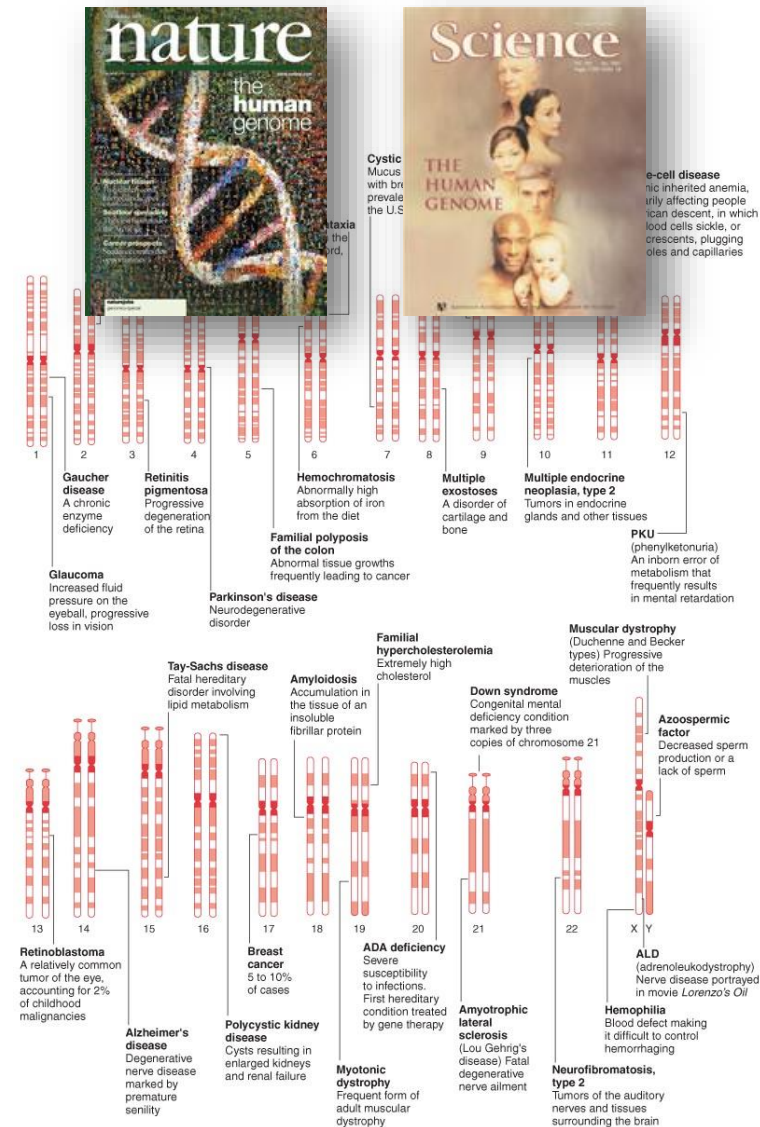 nature
the
human
genome
Nuclear fission
Seafloor spreading
Career prospects
naturejobs
Science
THE
HUMAN
GENOME
ataxia
the
ord,
Cystic
Mucus
with bre
prevale
the U.S
e-cell disease
nic inherited anemia,
arily affecting people
ican descent, in which
lood cells sickle, or
crescents, plugging
oles and capillaries
1
2
3
4
5
6
7
8
9
10
11
12
Gaucher
disease
A chronic
enzyme
deficiency
Retinitis
pigmentosa
Progressive
degeneration
of the retina
Hemochromatosis
Abnormally high
absorption of iron
from the diet
Multiple
exostoses
A disorder of
cartilage and
bone
Multiple endocrine
neoplasia, type 2
Tumors in endocrine
glands and other tissues
Familial polyposis
of the colon
Abnormal tissue growths
frequently leading to cancer
PKU
(phenylketonuria)
An inborn error of
metabolism that
frequently results
in mental retardation
Glaucoma
Increased fluid
pressure on the
eyeball, progressive
loss in vision
Parkinson's disease
Neurodegenerative
disorder
Muscular dystrophy
(Duchenne and Becker
types) Progressive
deterioration of the
muscles
Familial
hypercholesterolemia
Extremely high
cholesterol
Tay-Sachs disease
Fatal hereditary
disorder involving
lipid metabolism
Amyloidosis
Accumulation in
the tissue of an
insoluble
fibrillar protein
Down syndrome
Congenital mental
deficiency condition
marked by three
copies of chromosome 21
Azoospermic
factor
Decreased sperm
production or a
lack of sperm
13
14
15
16
17
18
19
20
21
22
X Y
Retinoblastoma
A relatively common
tumor of the eye,
accounting for 2%
of childhood
malignancies
Breast
cancer
5 to 10%
of cases
ADA deficiency
Severe
susceptibility
to infections.
First hereditary
condition treated
by gene therapy
ALD
(adrenoleukodystrophy)
Nerve disease portrayed
in movie Lorenzo's Oil
Amyotrophic
lateral
sclerosis
(Lou Gehrig's
disease) Fatal
degenerative
nerve ailment
Hemophilia
Blood defect making
it difficult to control
hemorrhaging
Alzheimer's
disease
Degenerative
nerve disease
marked by
premature
senility
Polycystic kidney
disease
Cysts resulting in
enlarged kidneys
and renal failure
Myotonic
dystrophy
Frequent form of
adult muscular
dystrophy
Neurofibromatosis,
type 2
Tumors of the auditory
nerves and tissues
surrounding the brain